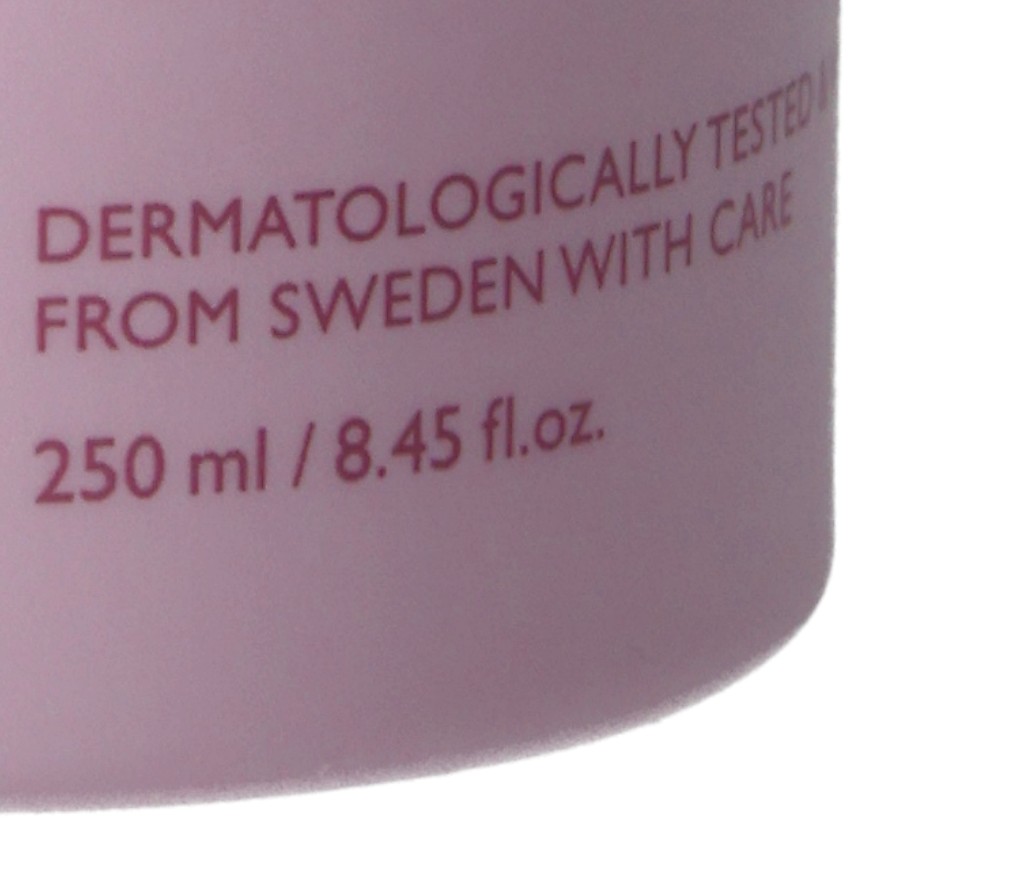 DERMATOLOGICALLY TESTED
FROM SWEDEN WITH CARE
250 ml / 8.45 fl.oz.